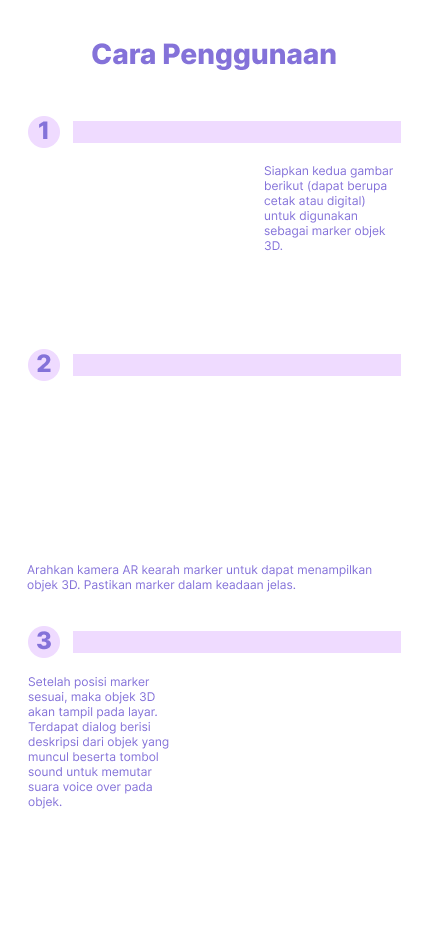 Cara Penggunaan
1
Siapkan kedua gambar
berikut (dapat berupa
cetak atau digital)
untuk digunakan
sebagai marker objek
3D.
2
Arahkan kamera AR kearah marker untuk dapat menampilkan
objek 3D. Pastikan marker dalam keadaan jelas.
3
Setelah posisi marker
sesuai, maka objek 3D
akan tampil pada layar.
Terdapat dialog berisi
deskripsi dari objek yang
muncul beserta tombol
sound untuk memutar
suara voice over pada
objek.